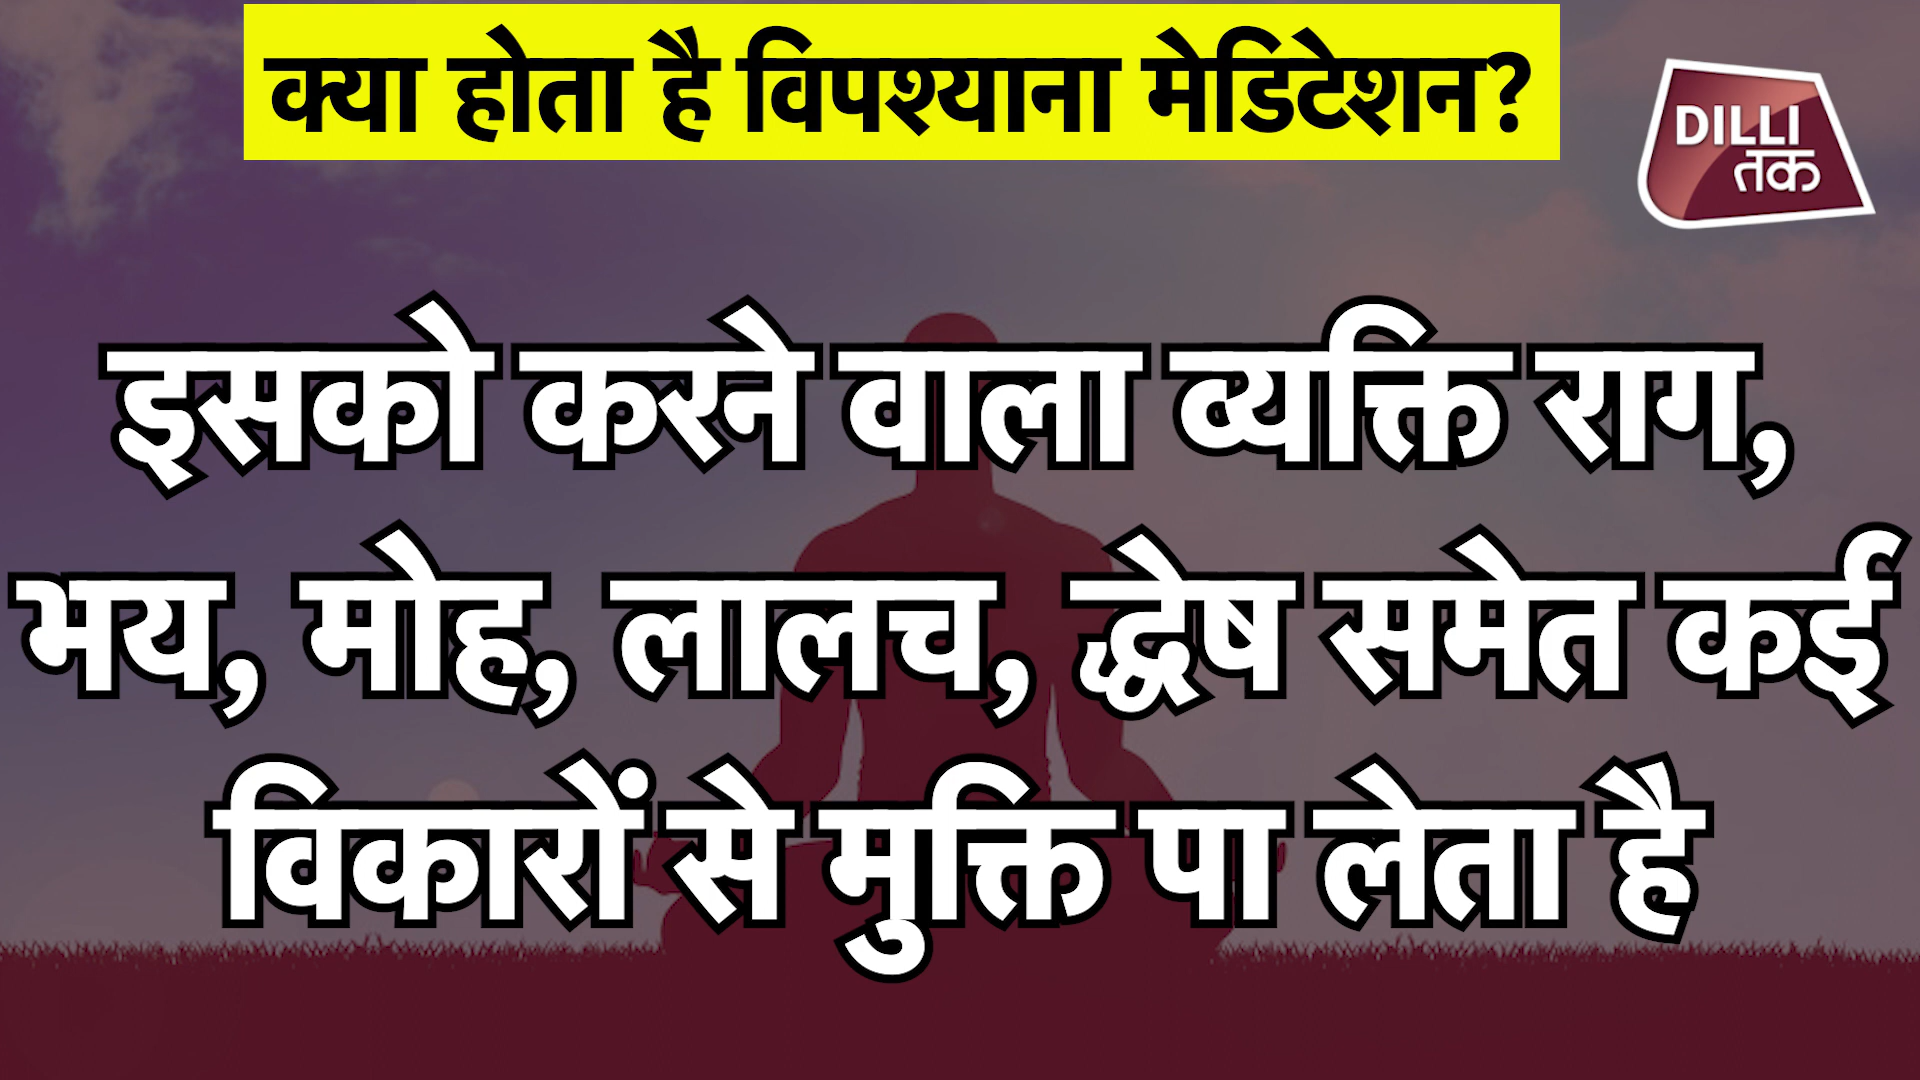 क्या होता है विपश्याना मेडिटेशन?
DILLI
तक
इसको करने वाला व्यक्ति राग,
भय, मोह, लालच, द्धेष समेत कई
विकारों से मुक्ति पा लेता है